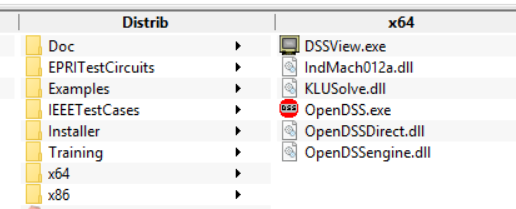 Distrib
Doc
EPRITestCircuits
Examples
IEEETestCases
Installer
Training
x64
x86
x64
DSSView.exe
IndMach012a.dll
KLUSolve.dll
OpenDSS.exe
OpenDSSDirect.dll
OpenDSSengine.dll